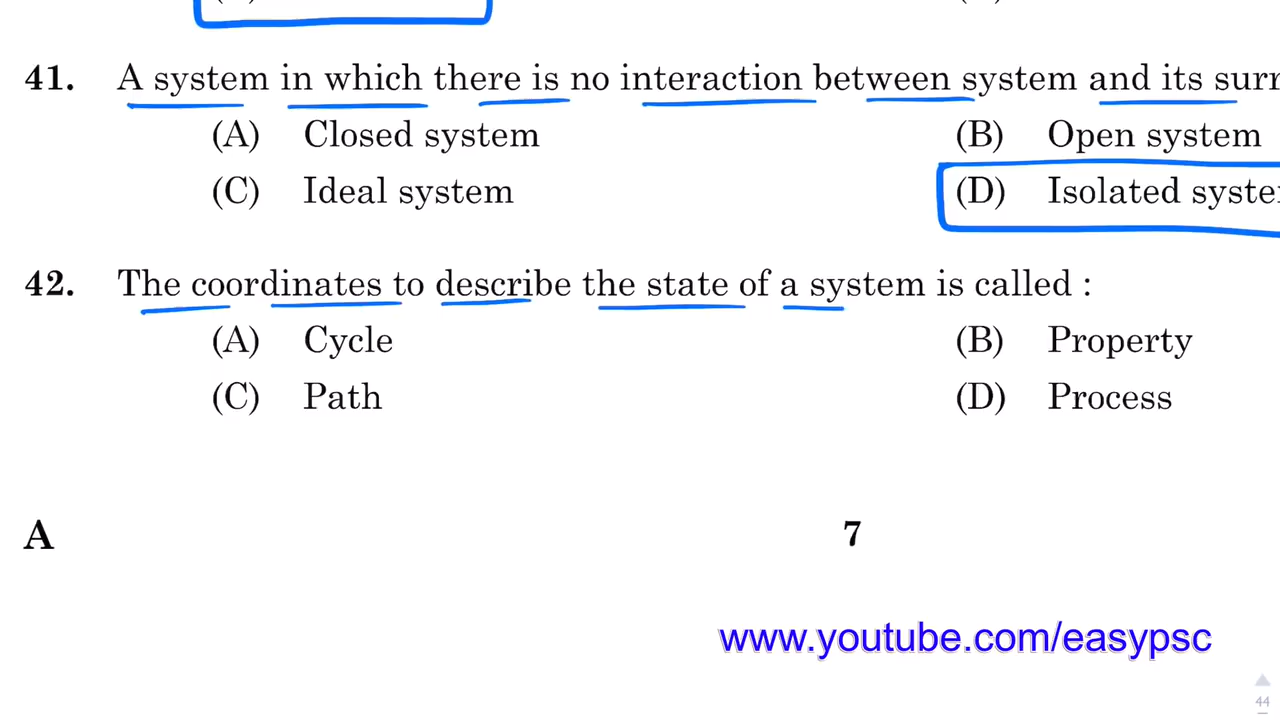 41. A system in which there is no interaction between system and its
(A) Closed system (B) Open system
(C) Ideal system (D) Isolated
42. The coordinates to describe the state of a system is called :
(A) Cycle (B) Property
(C) Path (D) Process
A 7
www.youtube.com/easypsc
44